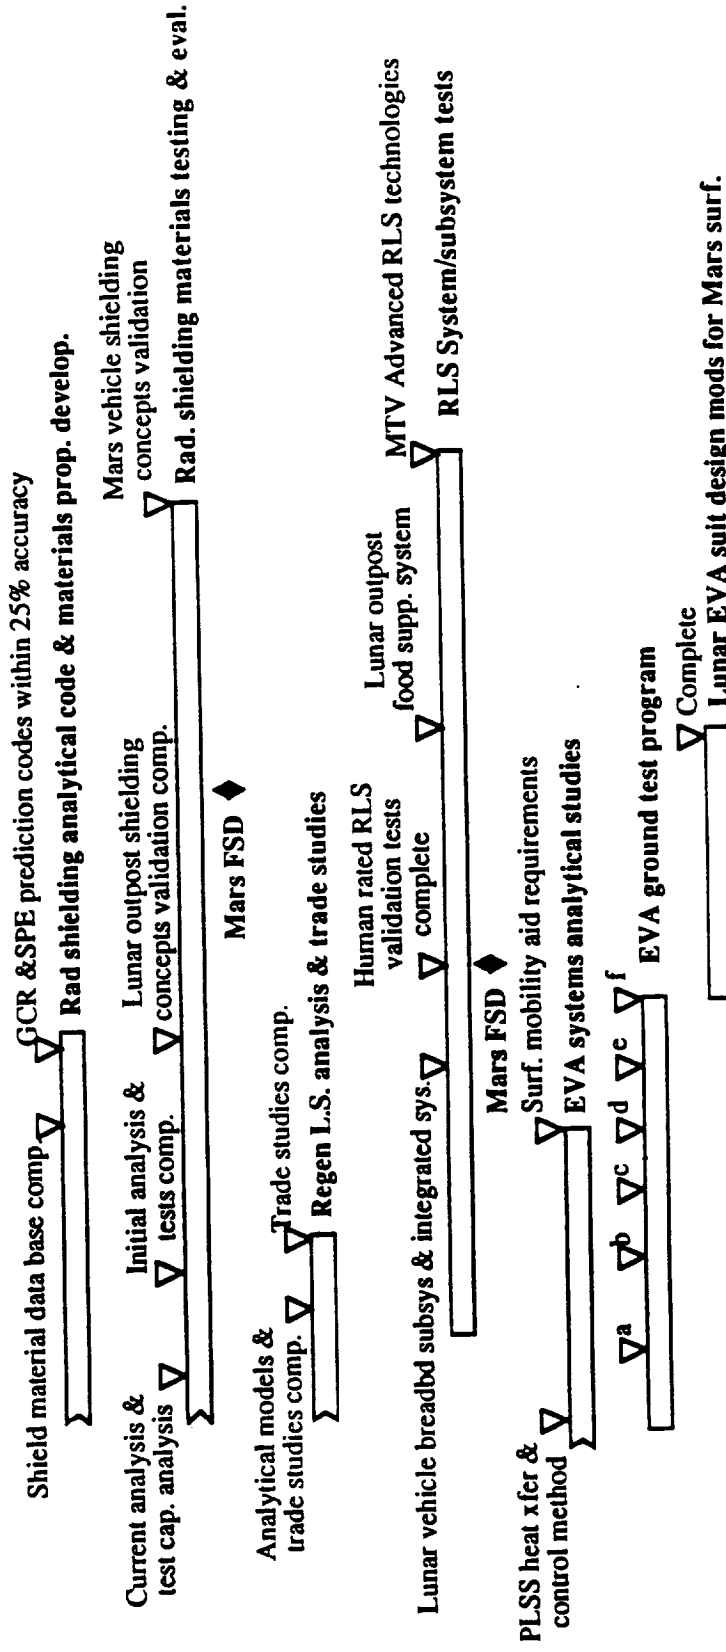 GCR &SPE prediction codes within 25% accuracy
Shield material data base comp.
Rad shielding analytical code & materials prop. develop.
Mars vehicle shielding
concepts validation
Lunar outpost shielding
concepts validation comp.
Initial analysis &
tests comp.
Current analysis &
test cap. analysis
Rad. shielding materials testing & eval.
Mars FSD
Trade studies comp.
Analytical models &
trade studies comp.
Regen L.S. analysis & trade studies
MTV Advanced RLS technologies
Lunar outpost
food supp. system
Human rated RLS
validation tests
complete
Lunar vehicle breadbd subsys & integrated sys.
RLS System/subsystem tests
Mars FSD
Surf. mobility aid requirements
PLSS heat xfer &
control method
EVA systems analytical studies
a b c d e f
EVA ground test program
Complete
Lunar EVA suit design mods for Mars surf.